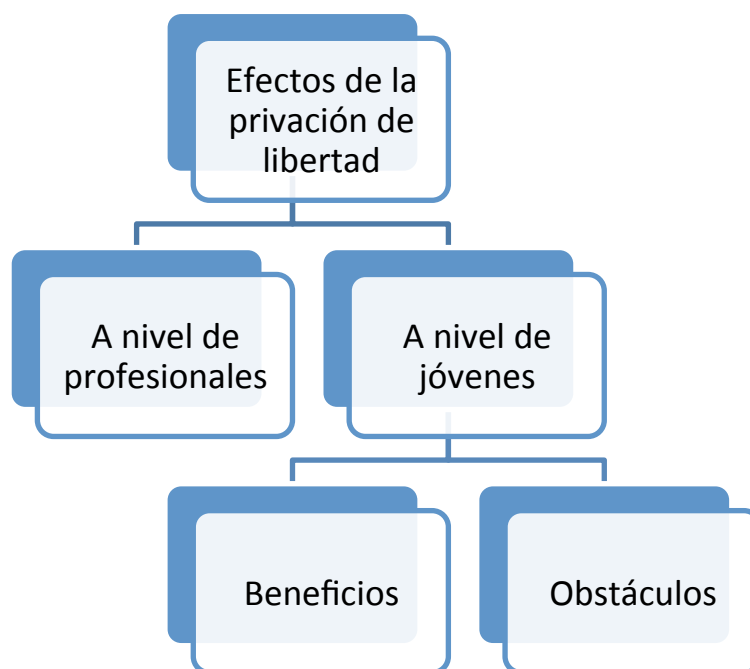 Efectos de la
privación de
libertad
A nivel de
profesionales
A nivel de
jóvenes
Beneficios
Obstáculos